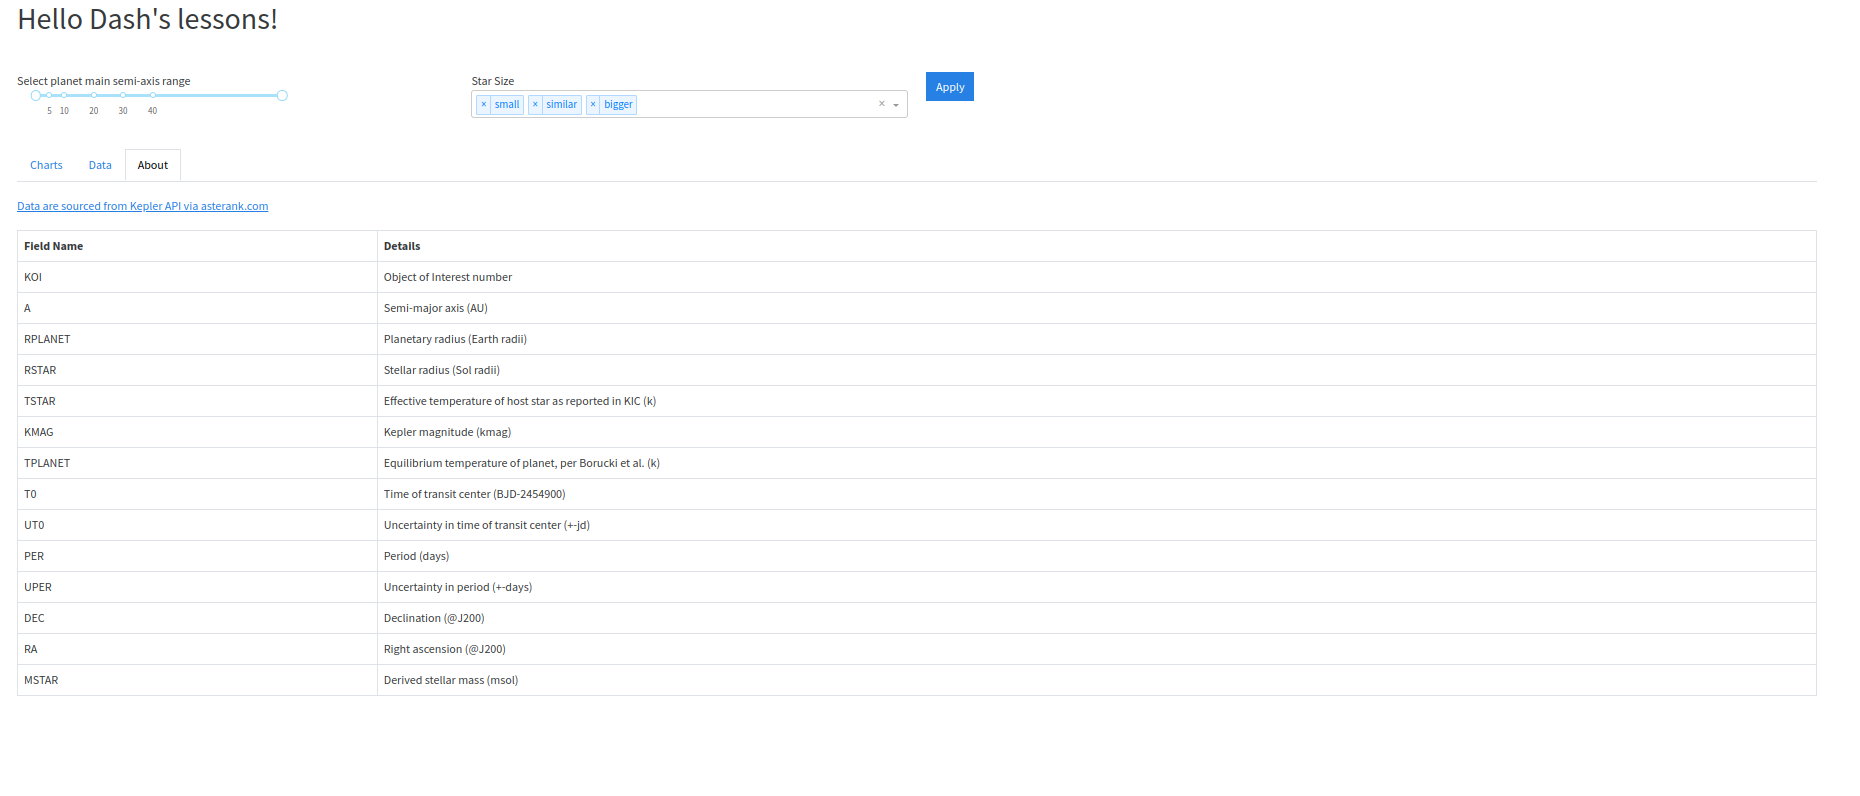 Hello Dash's lessons!
Select planet main semi-axis range
5 10 20 30 40
Star Size
× small × similar × bigger ×
Apply
Charts Data About
Data are sourced from Kepler API via asterank.com
Field Name Details
KOI Object of Interest number
A Semi-major axis (AU)
RPLANET Planetary radius (Earth radii)
RSTAR Stellar radius (Sol radii)
TSTAR Effective temperature of host star as reported in KIC (k)
KMAG Kepler magnitude (kmag)
TPLANET Equilibrium temperature of planet, per Borucki et al. (k)
T0 Time of transit center (BJD-2454900)
UT0 Uncertainty in time of transit center (+-jd)
PER Period (days)
UPER Uncertainty in period (+-days)
DEC Declination (@J200)
RA Right ascension (@J200)
MSTAR Derived stellar mass (msol)